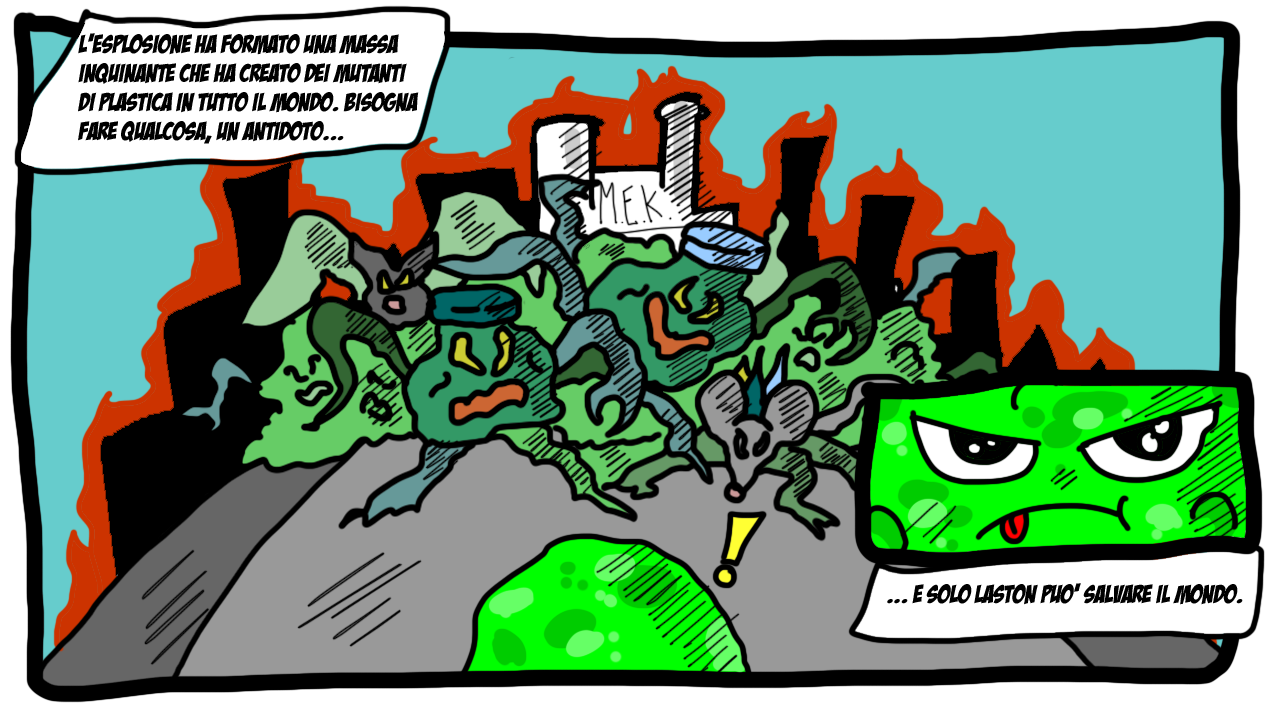 L'ESPLOSIONE HA FORMATO UNA MASSA
INQUINANTE CHE HA CREATO DEI MUTANTI
DI PLASTICA IN TUTTO IL MONDO. BISOGNA
FARE QUALCOSA, UN ANTIDOTO...
M.E.K.
!
... E SOLO LASTON PUO' SALVARE IL MONDO.